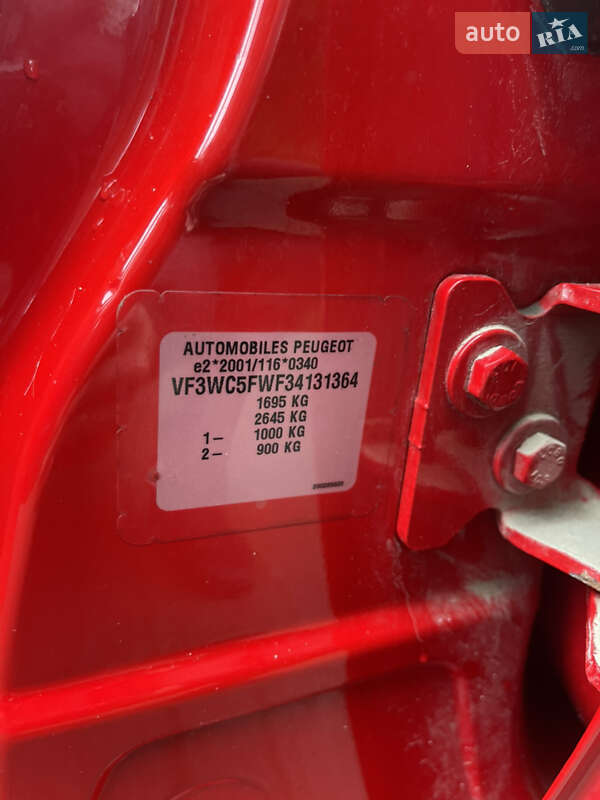 auto RIA
.com
AUTOMOBILES PEUGEOT
e2*2001/116*0340
VF3WC5FWF34131364
1695 KG
2645 KG
1– 1000 KG
2– 900 KG